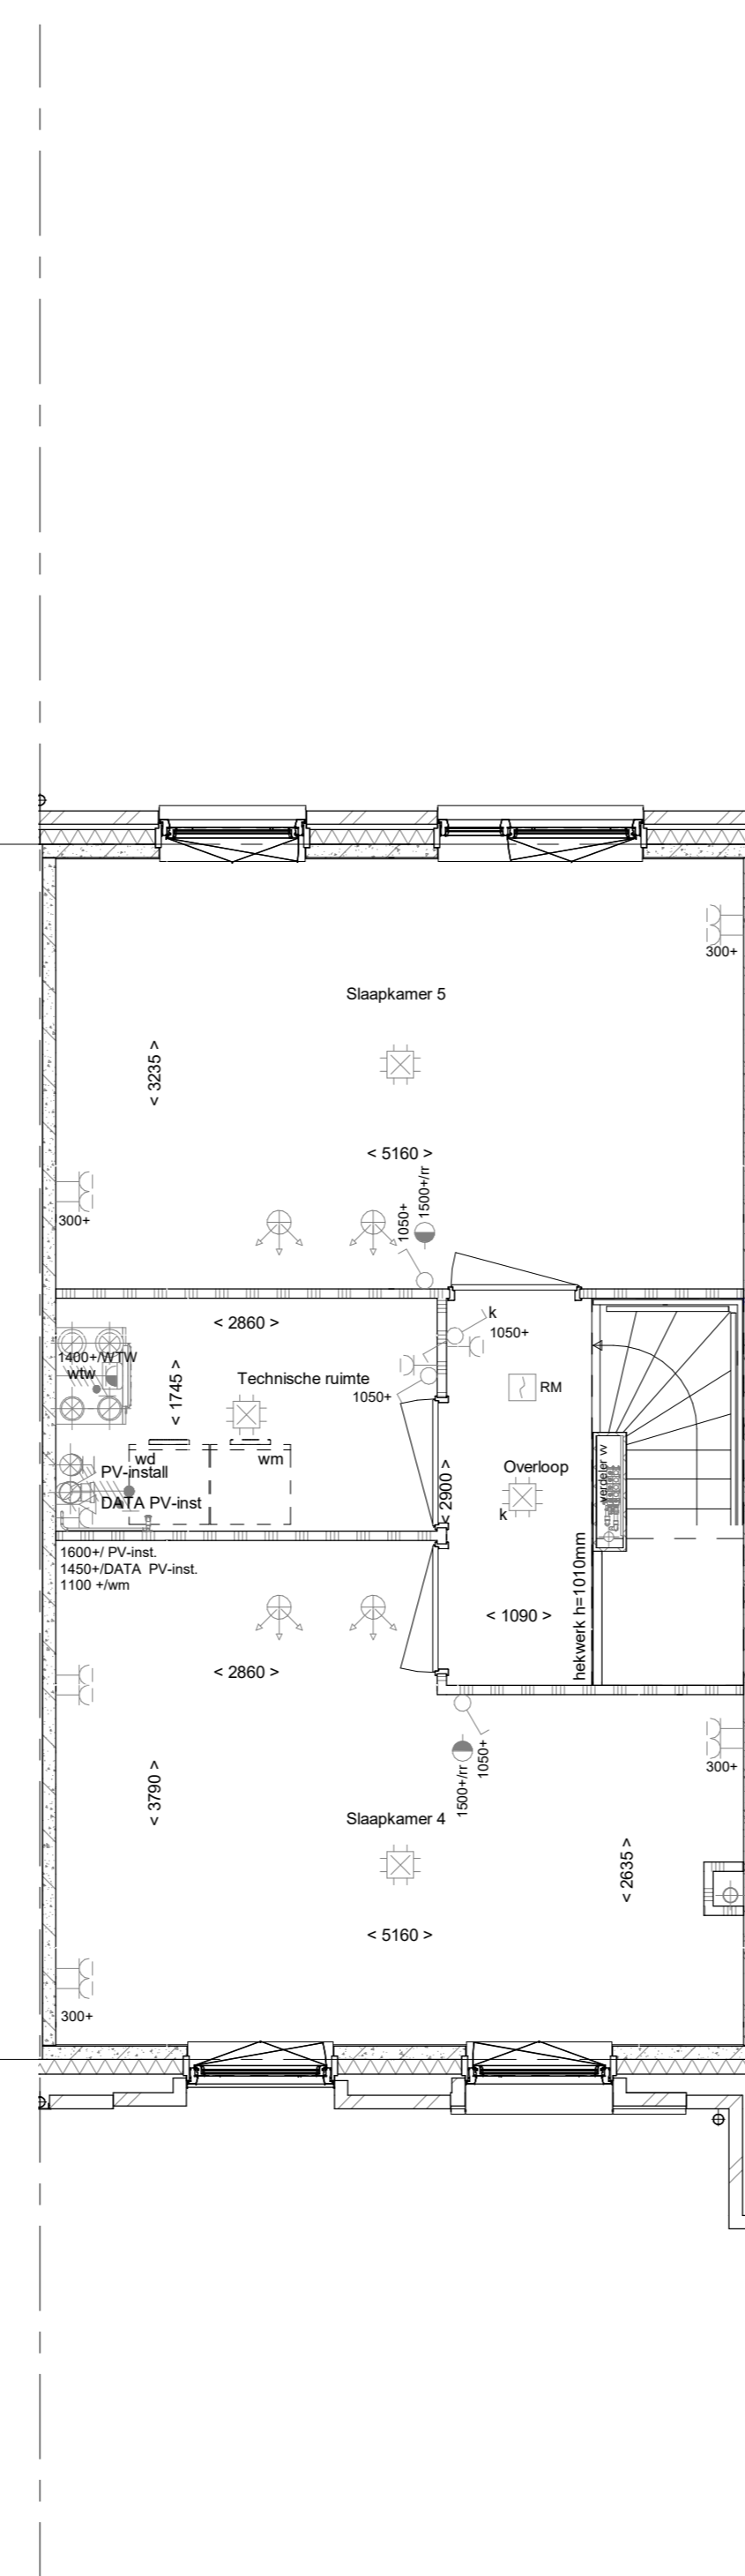 300+
Slaapkamer 5
< 3235 >
< 5160 >
1500+/rr
1050+
300+
< 2860 >
k
1050+
1400+/WTW
wtw
< 1745 >
Technische ruimte
1050+
RM
wd
wm
PV-install
DATA PV-inst
Overloop
k
< 2900 >
verdeler vv
1600+/ PV-inst.
1450+/DATA PV-inst.
1100 +/wm
hekwerk h=1010mm
< 1090 >
< 2860 >
1500+/rr
1050+
300+
< 3790 >
Slaapkamer 4
< 2635 >
< 5160 >
300+